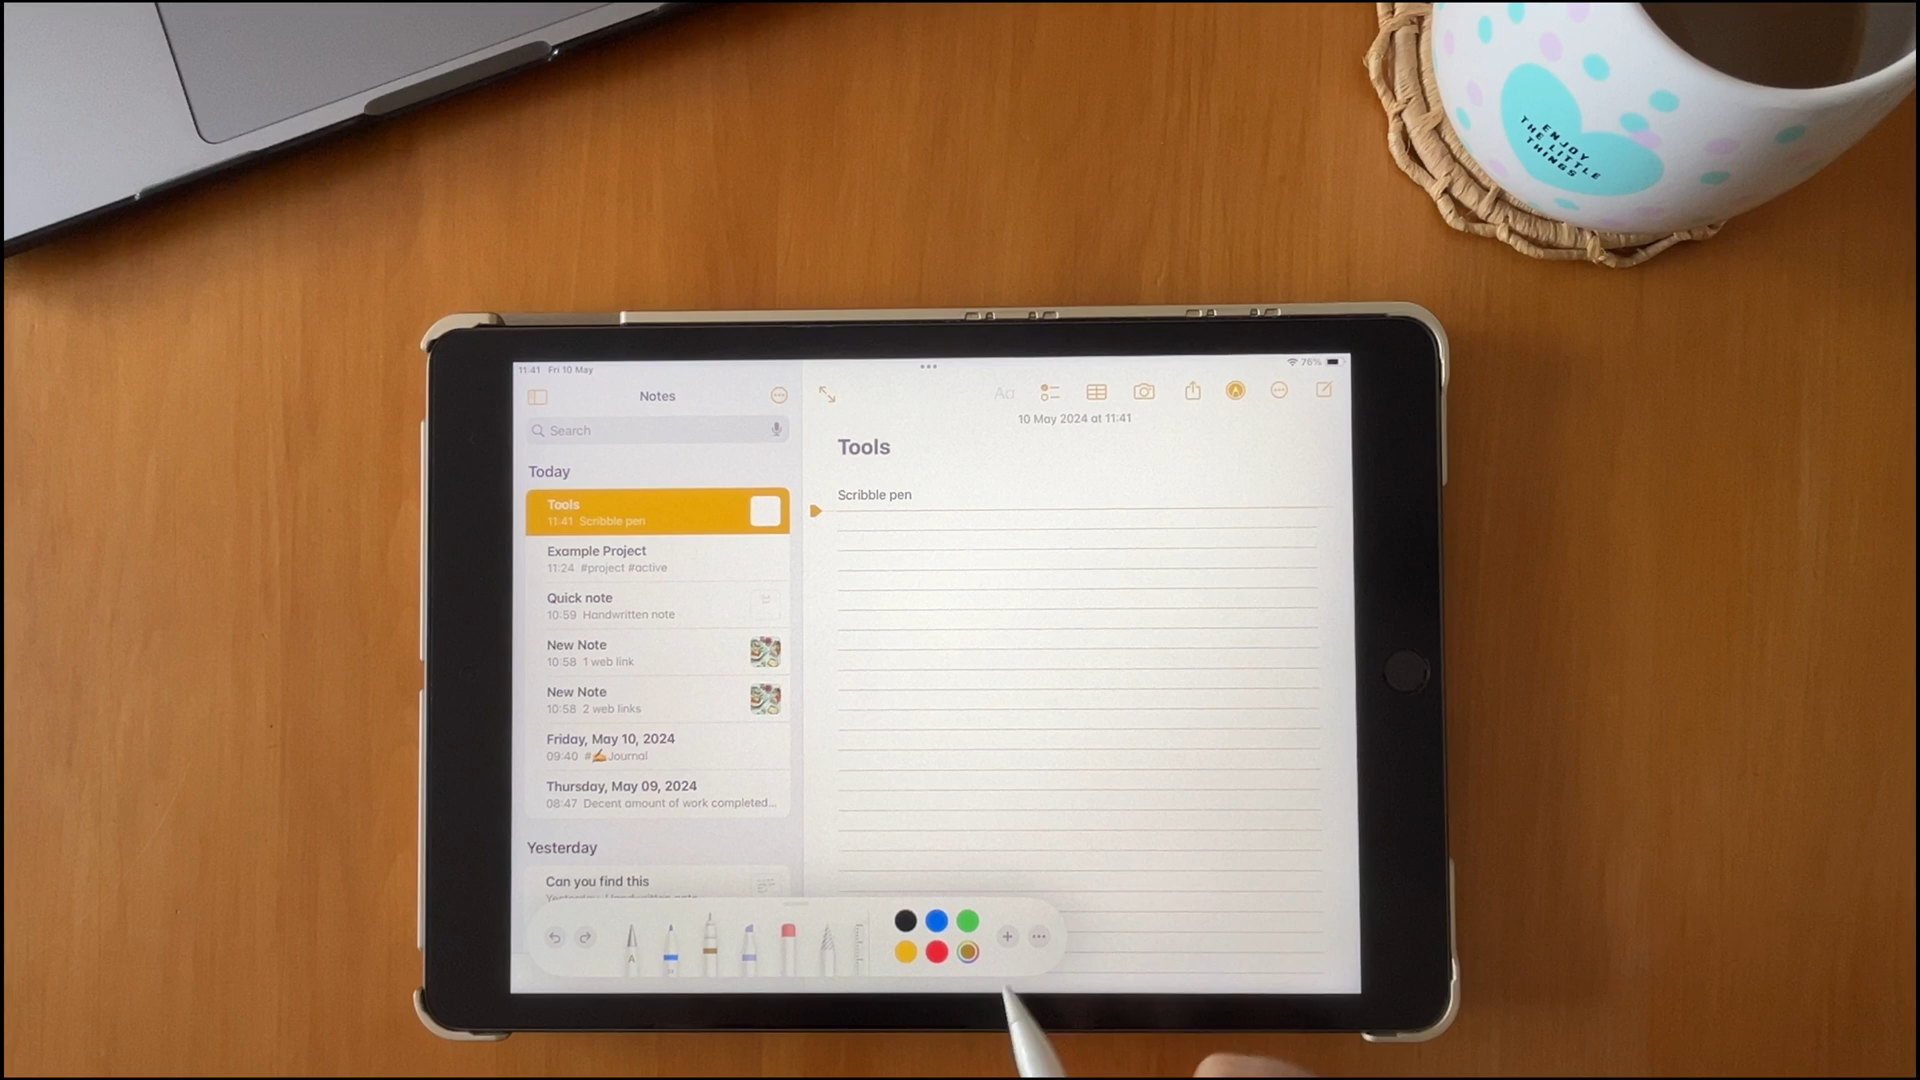 ENJOY
THE LITTLE
THINGS
11:41 Fri 10 May
76%
Notes
Search
Today
Tools
11:41 Scribble pen
Example Project
11:24 #project #active
Quick note
10:59 Handwritten note
New Note
10:58 1 web link
New Note
10:58 2 web links
Friday, May 10, 2024
09:40 #✍️Journal
Thursday, May 09, 2024
08:47 Decent amount of work completed...
Yesterday
Can you find this
Yesterday Handwritten note
Aa
10 May 2024 at 11:41
Tools
Scribble pen
A